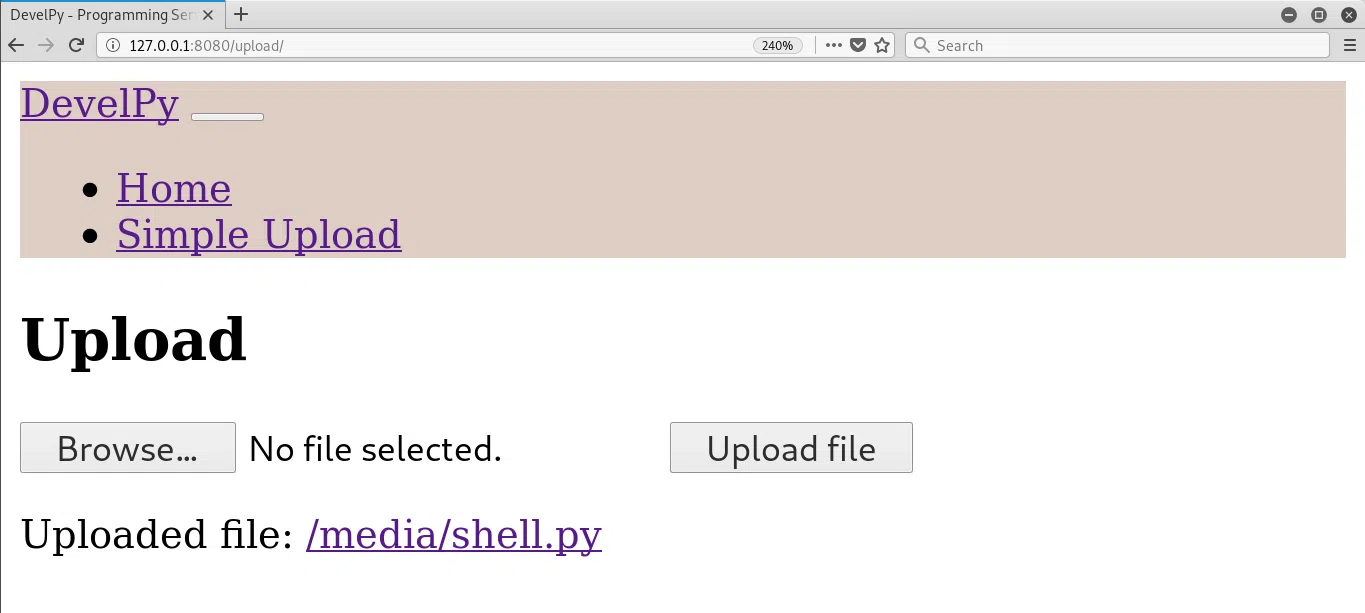 DevelPy - Programming Ser
127.0.0.1:8080/upload/
240%
Search
DevelPy
Home
Simple Upload
Upload
Browse...
No file selected.
Upload file
Uploaded file: /media/shell.py